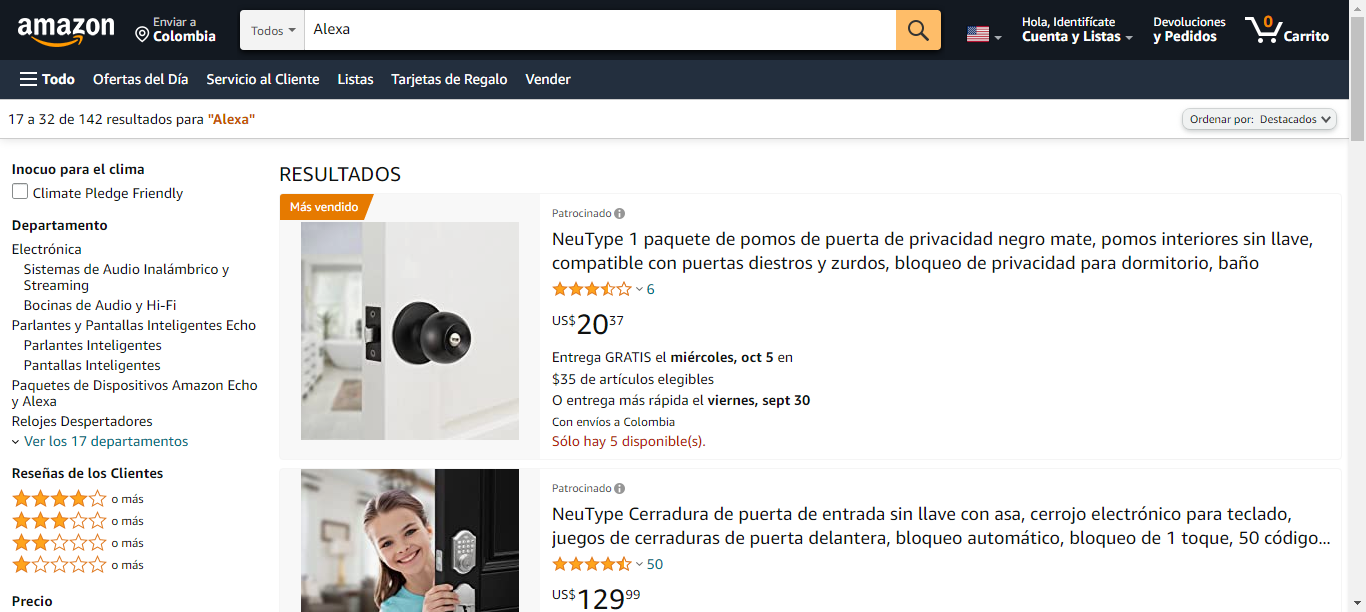 amazon
Enviar a
Colombia
Todos
Alexa
Hola, Identifícate
Cuenta y Listas
Devoluciones
y Pedidos
0
Carrito
Todo
Ofertas del Día
Servicio al Cliente
Listas
Tarjetas de Regalo
Vender
17 a 32 de 142 resultados para "Alexa"
Ordenar por: Destacados
Inocuo para el clima
Climate Pledge Friendly
Departamento
Electrónica
Sistemas de Audio Inalámbrico y
Streaming
Bocinas de Audio y Hi-Fi
Parlantes y Pantallas Inteligentes Echo
Parlantes Inteligentes
Pantallas Inteligentes
Paquetes de Dispositivos Amazon Echo
y Alexa
Relojes Despertadores
Ver los 17 departamentos
Reseñas de los Clientes
o más
o más
o más
o más
Precio
RESULTADOS
Más vendido
Patrocinado
NeuType 1 paquete de pomos de puerta de privacidad negro mate, pomos interiores sin llave,
compatible con puertas diestros y zurdos, bloqueo de privacidad para dormitorio, baño
6
US$2037
Entrega GRATIS el miércoles, oct 5 en
$35 de artículos elegibles
O entrega más rápida el viernes, sept 30
Con envíos a Colombia
Sólo hay 5 disponible(s).
Patrocinado
NeuType Cerradura de puerta de entrada sin llave con asa, cerrojo electrónico para teclado,
juegos de cerraduras de puerta delantera, bloqueo automático, bloqueo de 1 toque, 50 código...
50
US$12999